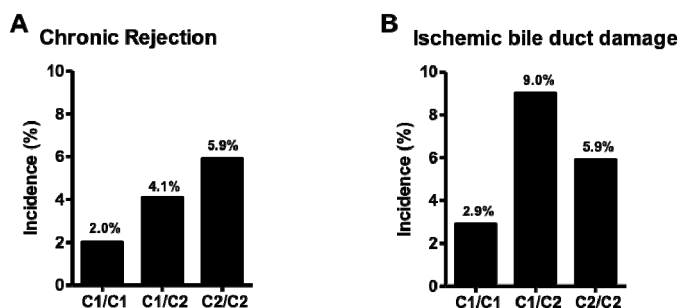 A
Chronic Rejection
Incidence (%)
10
8
6
4
2
0
2.0%
4.1%
5.9%
C1/C1 C1/C2 C2/C2
B
Ischemic bile duct damage
Incidence (%)
10
8
6
4
2
0
2.9%
9.0%
5.9%
C1/C1 C1/C2 C2/C2